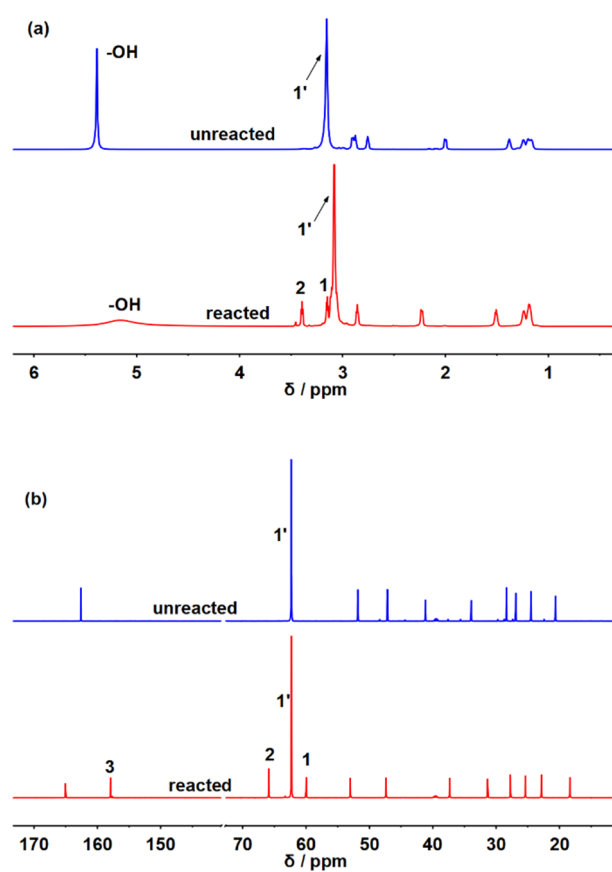 (a)
-OH
1'
unreacted
1'
2 1
-OH
reacted
6 5 4 3 2 1
δ / ppm
(b)
1'
unreacted
1'
3 2 1
reacted
170 160 150 70 60 50 40 30 20
δ / ppm